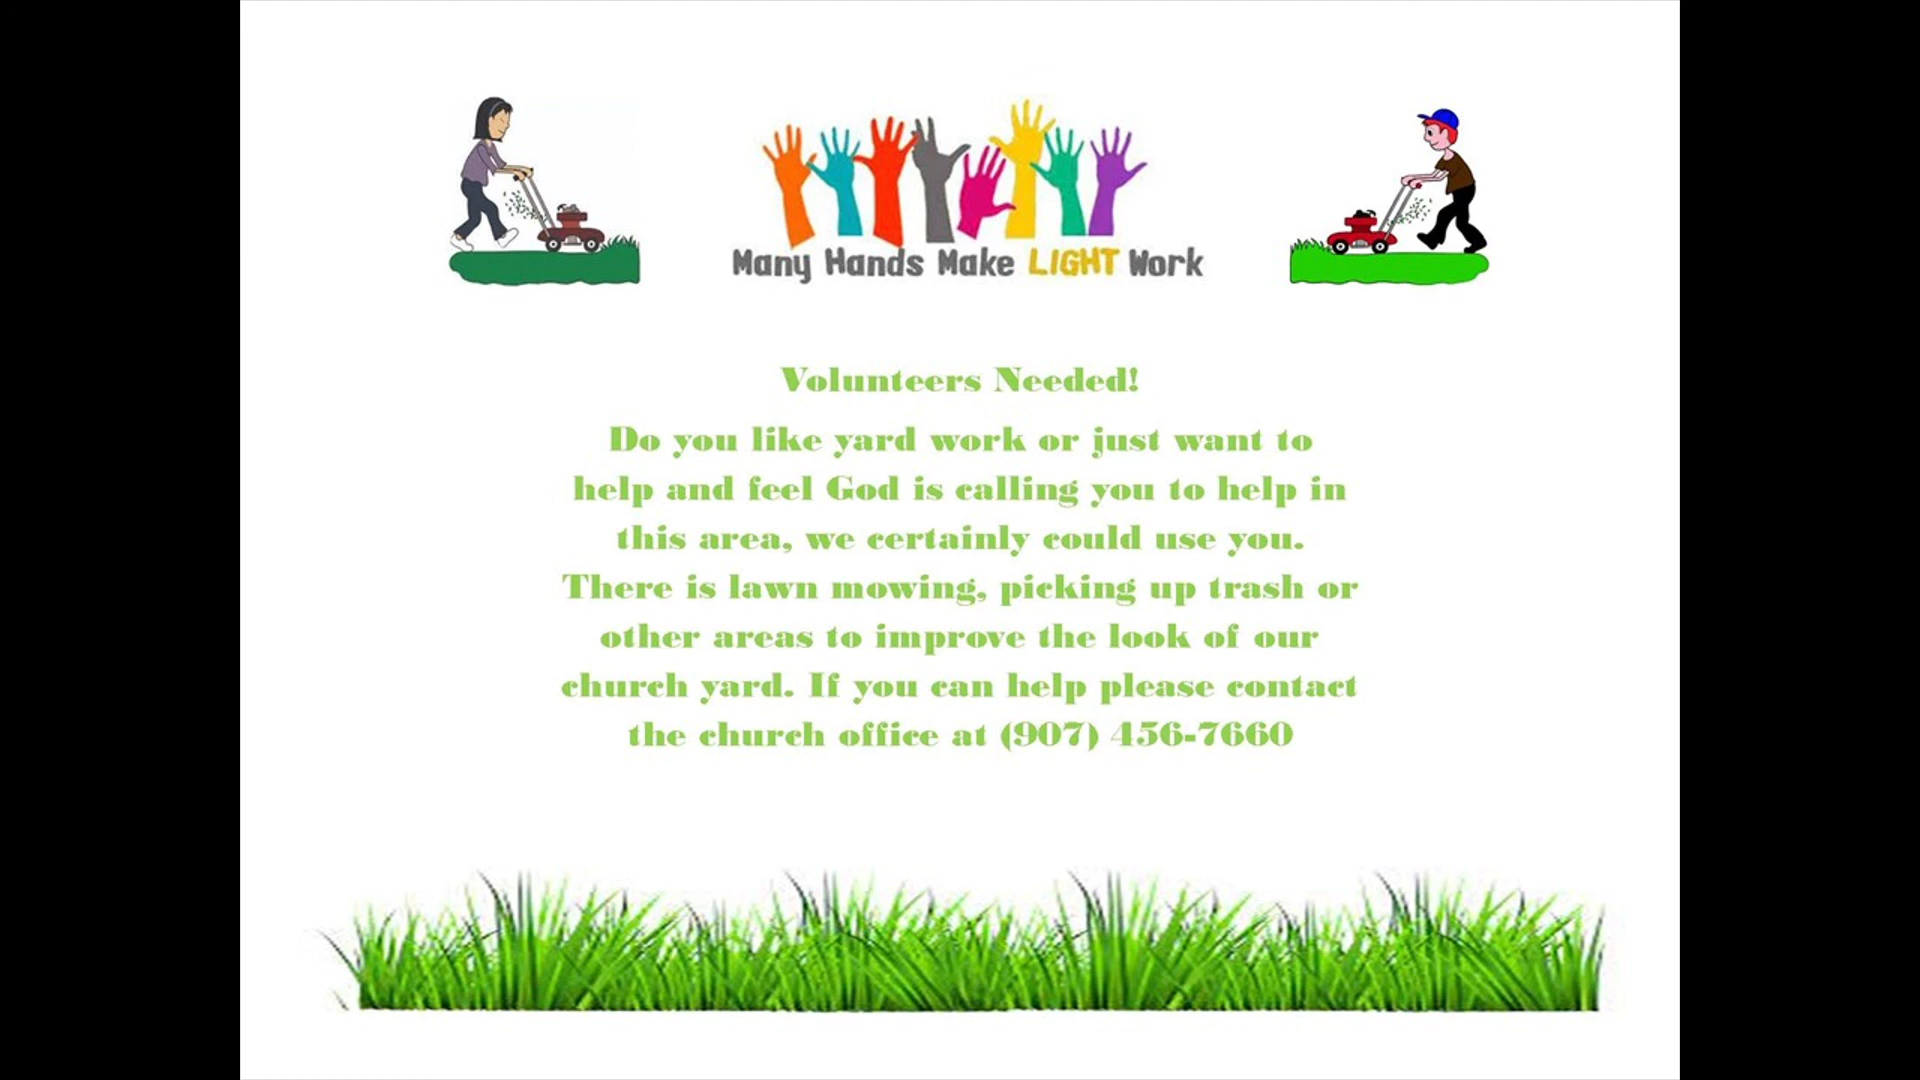 Many Hands Make LIGHT Work
Volunteers Needed!
Do you like yard work or just want to
help and feel God is calling you to help in
this area, we certainly could use you.
There is lawn mowing, picking up trash or
other areas to improve the look of our
church yard. If you can help please contact
the church office at (907) 456-7660